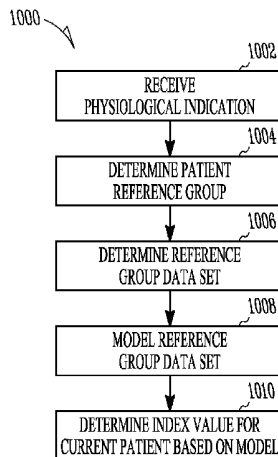 1000
1002
RECEIVE
PHYSIOLOGICAL INDICATION
1004
DETERMINE PATIENT
REFERENCE GROUP
1006
DETERMINE REFERENCE
GROUP DATA SET
1008
MODEL REFERENCE
GROUP DATA SET
1010
DETERMINE INDEX VALUE FOR
CURRENT PATIENT BASED ON MODEL